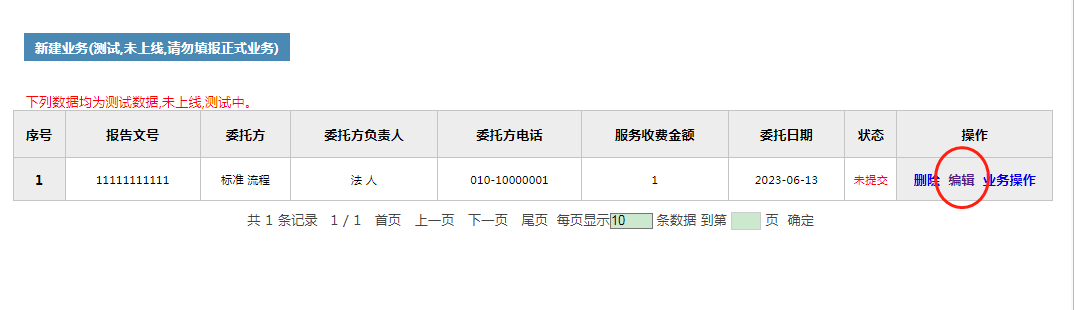 新建业务(测试,未上线,请勿填报正式业务)
下列数据均为测试数据,未上线,测试中。
序号 报告文号 委托方 委托方负责人 委托方电话 服务收费金额 委托日期 状态 操作
1 11111111111 标准 流程 法 人 010-10000001 1 2023-06-13 未提交 删除 编辑 业务操作
共 1 条记录 1 / 1 首页 上一页 下一页 尾页 每页显示10 条数据 到第 页 确定